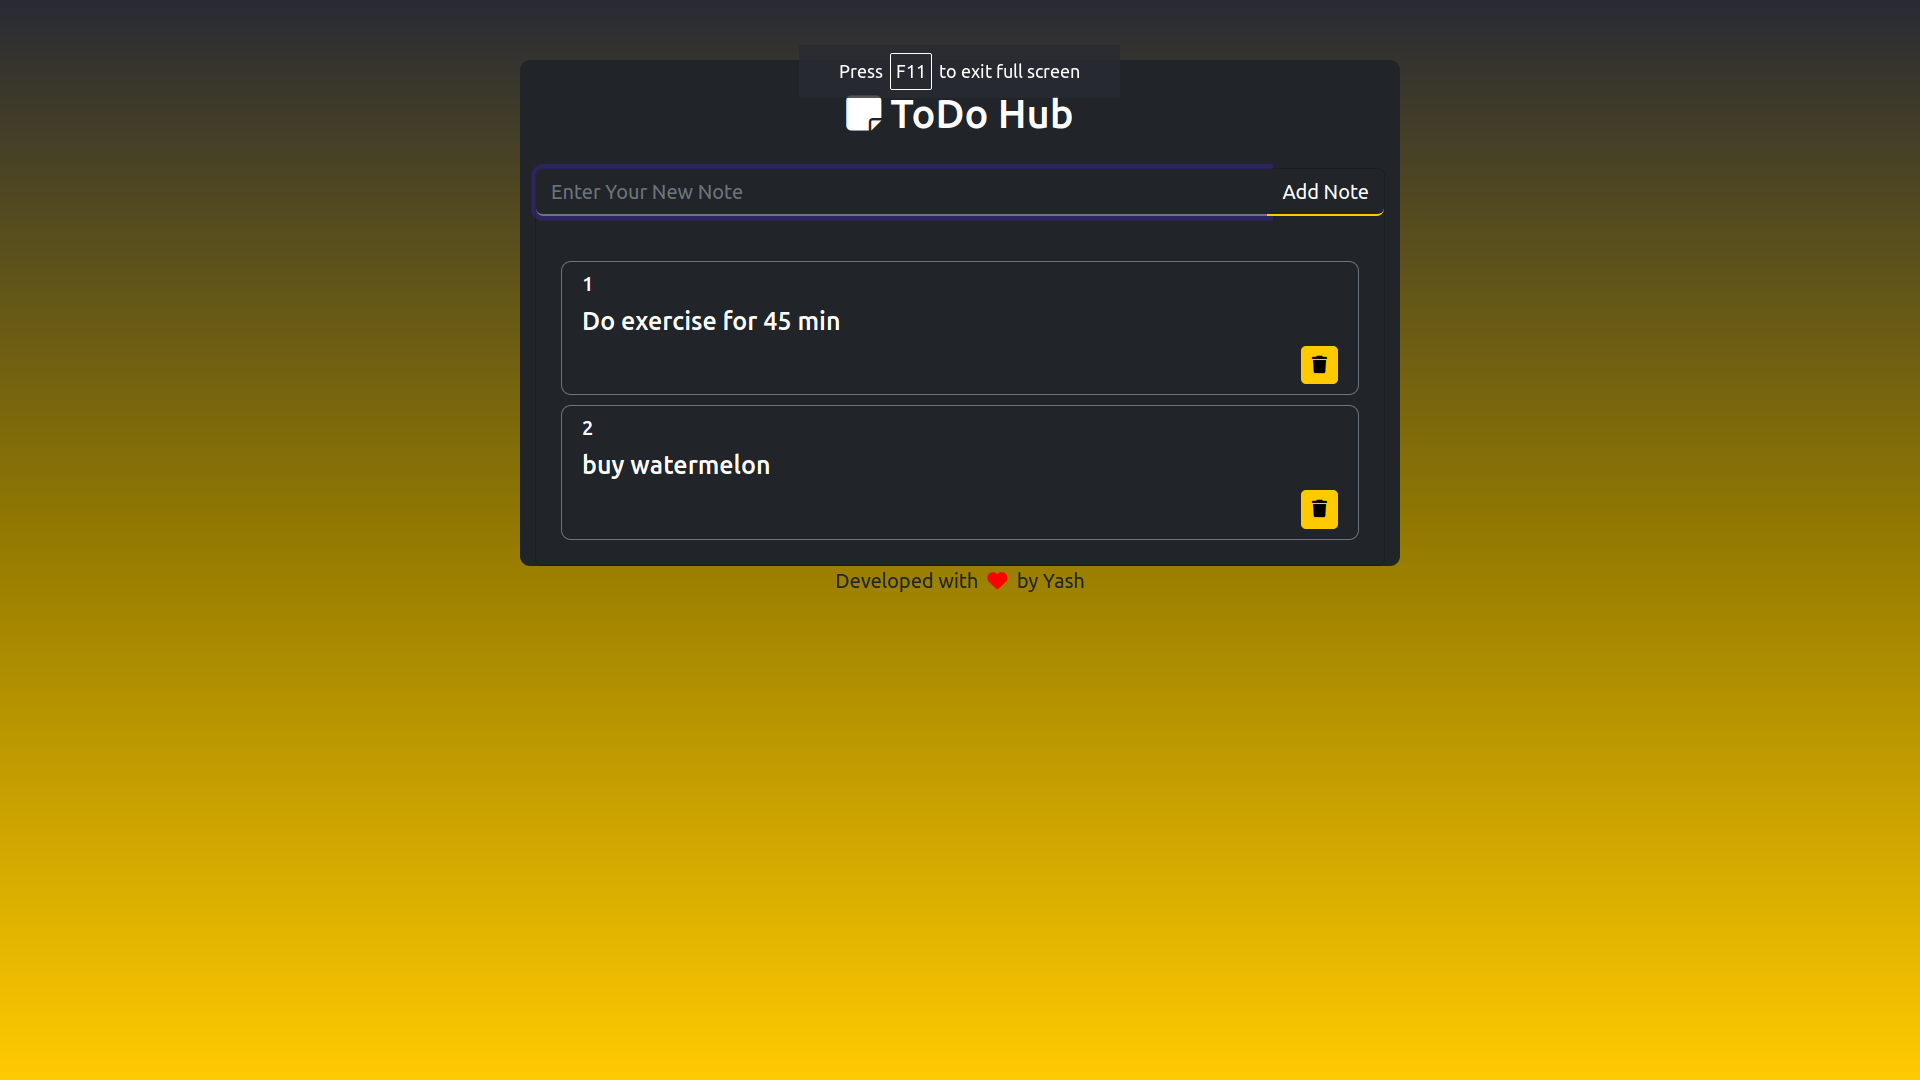 Press F11 to exit full screen
ToDo Hub
Enter Your New Note
Add Note
1
Do exercise for 45 min
2
buy watermelon
Developed with ❤ by Yash